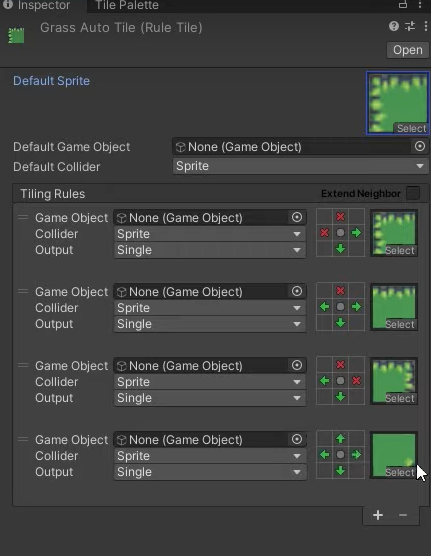 Inspector Tile Palette
Grass Auto Tile (Rule Tile)
Open
Default Sprite
Select
Default Game Object None (Game Object)
Default Collider Sprite
Tiling Rules Extend Neighbor
Game Object None (Game Object)
Collider Sprite
Output Single Select
Game Object None (Game Object)
Collider Sprite
Output Single Select
Game Object None (Game Object)
Collider Sprite
Output Single Select
Game Object None (Game Object)
Collider Sprite
Output Single Select